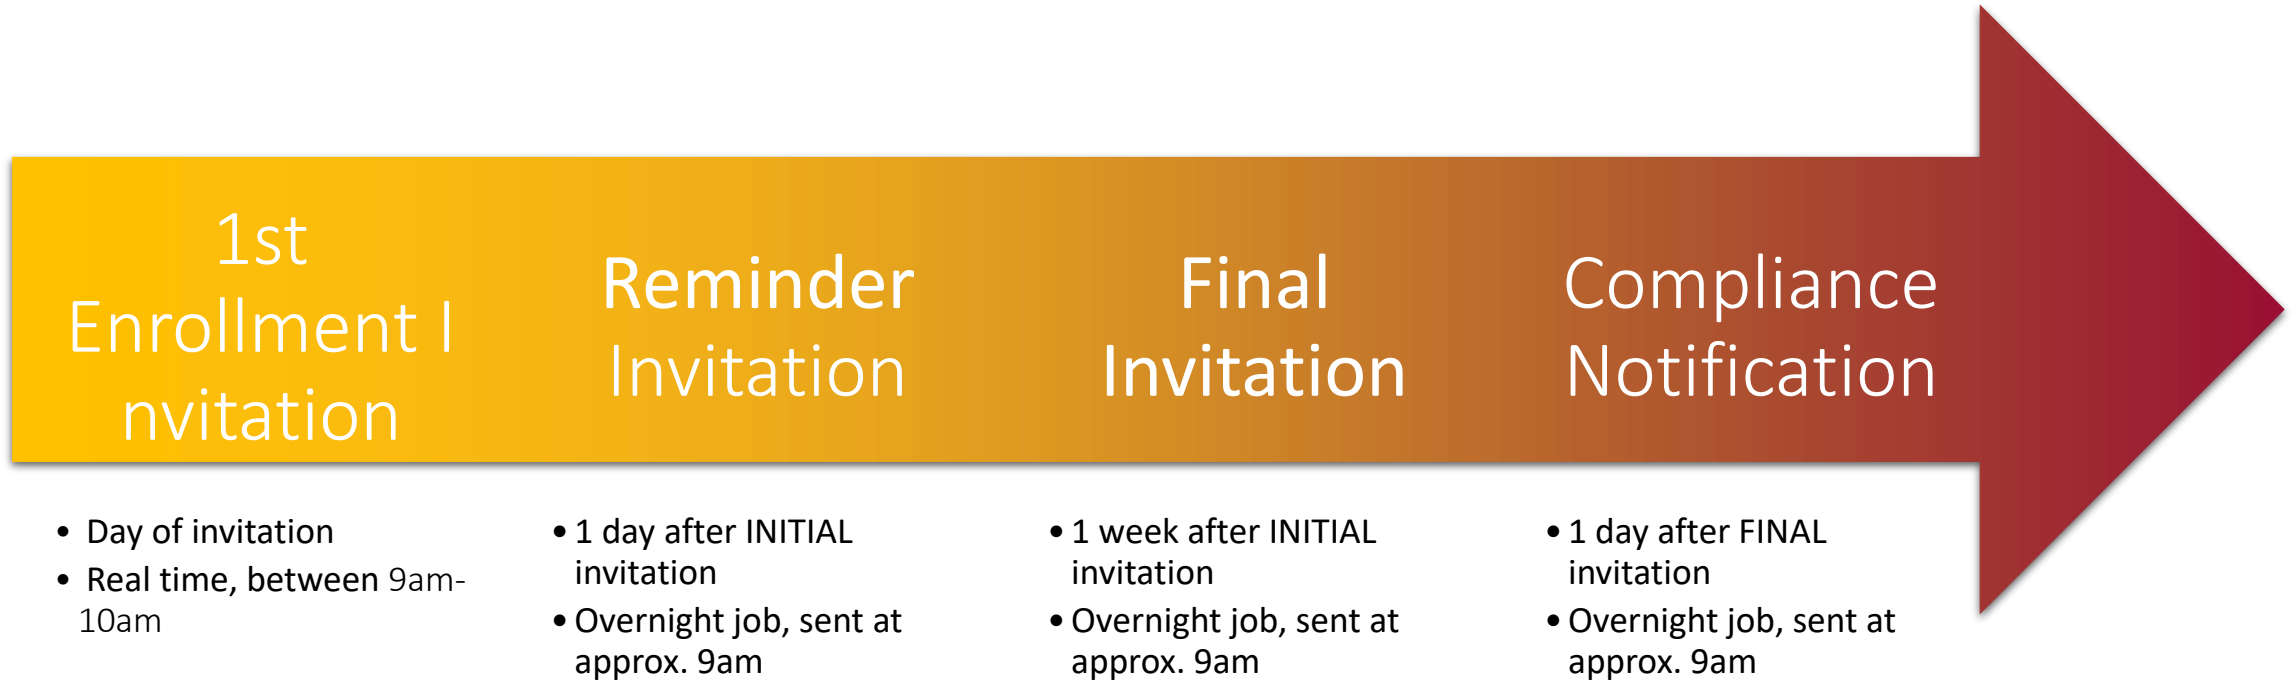 1st
Enrollment I
nvitation
Reminder
Invitation
Final
Invitation
Compliance
Notification
• Day of invitation
• Real time, between 9am-
10am
• 1 day after INITIAL
invitation
• Overnight job, sent at
approx. 9am
• 1 week after INITIAL
invitation
• Overnight job, sent at
approx. 9am
• 1 day after FINAL
invitation
• Overnight job, sent at
approx. 9am